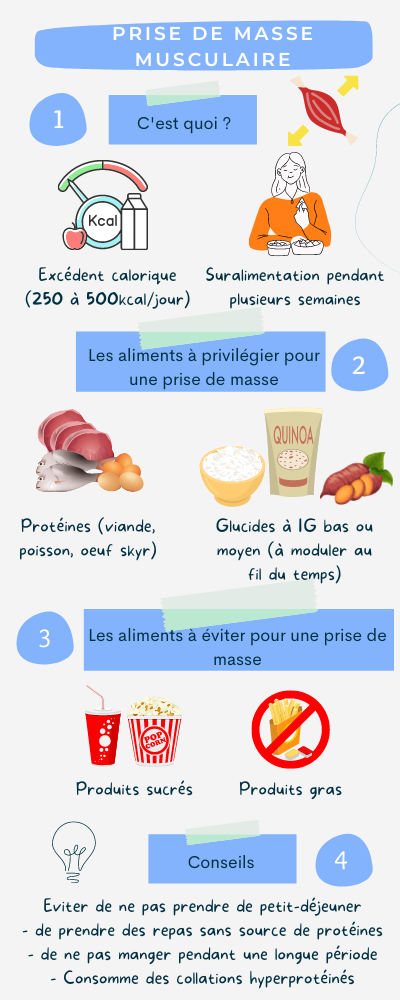 PRISE DE MASSE
MUSCULAIRE
1
C'est quoi ?
Kcal
Excédent calorique
(250 à 500kcal/jour)
Suralimentation pendant
plusieurs semaines
Les aliments à privilégier pour
une prise de masse
2
QUINOA
Protéines (viande,
poisson, oeuf skyr)
Glucides à IG bas ou
moyen (à moduler au
fil du temps)
3
Les aliments à éviter pour une prise de
masse
POP
CORN
Produits sucrés
Produits gras
Conseils
4
Eviter de ne pas prendre de petit-déjeuner
- de prendre des repas sans source de protéines
- de ne pas manger pendant une longue période
- Consomme des collations hyperprotéinés